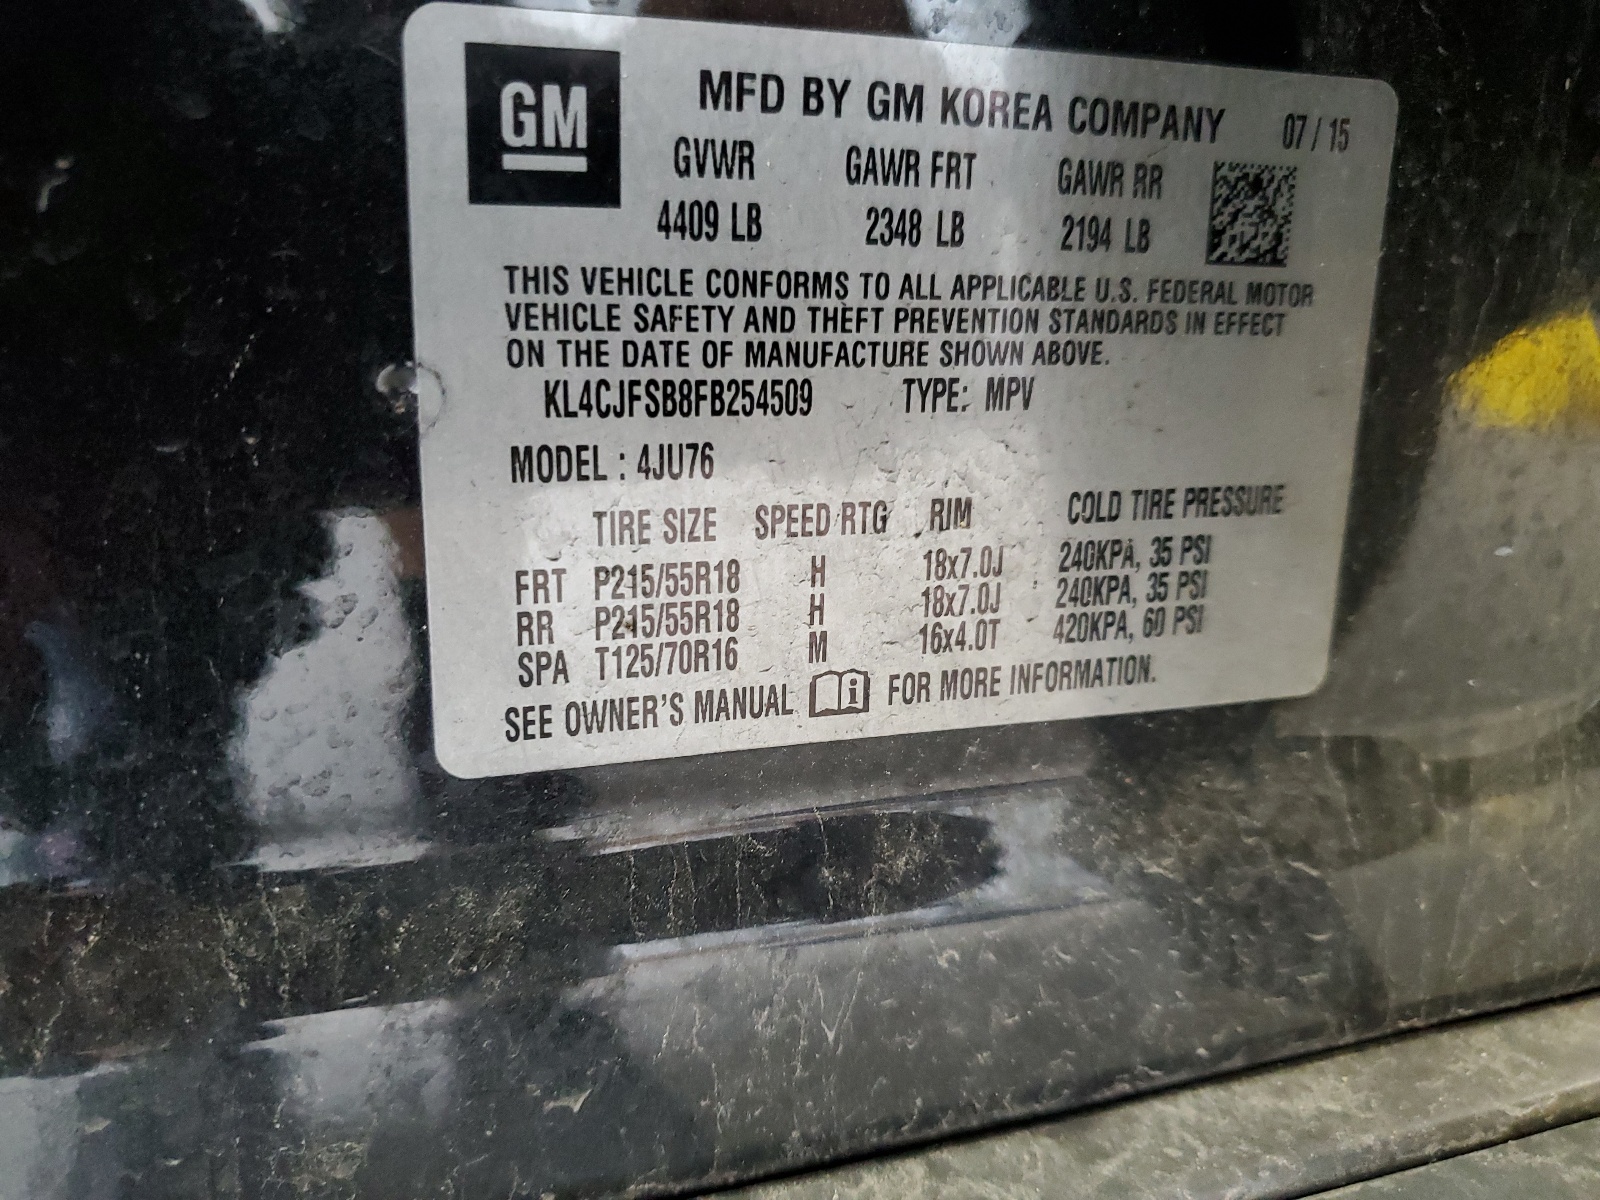 GM
MFD BY GM KOREA COMPANY 07 / 15
GVWR GAWR FRT GAWR RR
4409 LB 2348 LB 2194 LB
THIS VEHICLE CONFORMS TO ALL APPLICABLE U.S. FEDERAL MOTOR
VEHICLE SAFETY AND THEFT PREVENTION STANDARDS IN EFFECT
ON THE DATE OF MANUFACTURE SHOWN ABOVE.
KL4CJFSB8FB254509 TYPE: MPV
MODEL : 4JU76
TIRE SIZE SPEED RTG RIM COLD TIRE PRESSURE
FRT P215/55R18 H 18x7.0J 240KPA, 35 PSI
RR P215/55R18 H 18x7.0J 240KPA, 35 PSI
SPA T125/70R16 M 16x4.0T 420KPA, 60 PSI
SEE OWNER'S MANUAL i FOR MORE INFORMATION.